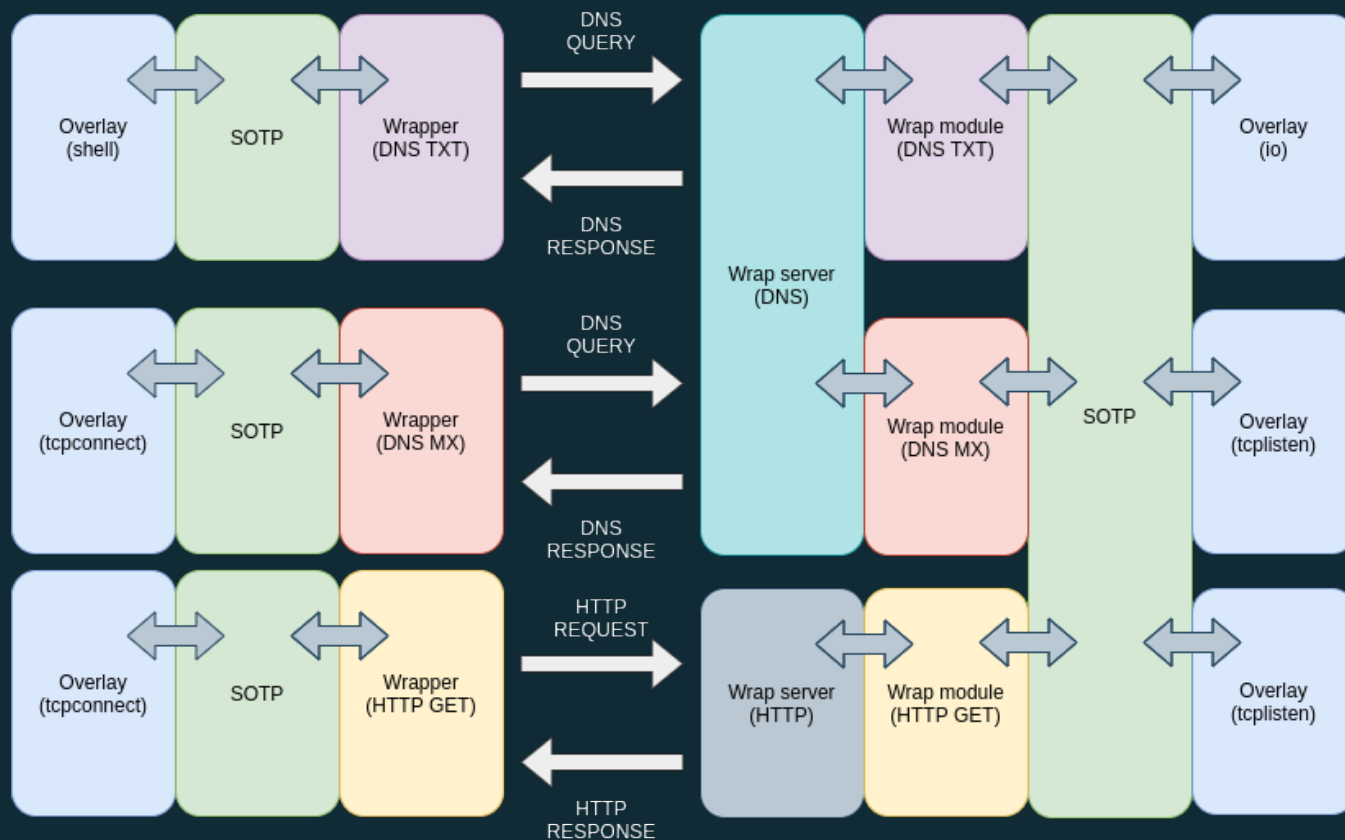 Overlay
(shell)
SOTP
Wrapper
(DNS TXT)
DNS
QUERY
DNS
RESPONSE
Wrap server
(DNS)
Wrap module
(DNS TXT)
Overlay
(io)
Overlay
(tcpconnect)
SOTP
Wrapper
(DNS MX)
DNS
QUERY
DNS
RESPONSE
Wrap module
(DNS MX)
SOTP
Overlay
(tcplisten)
Overlay
(tcpconnect)
SOTP
Wrapper
(HTTP GET)
HTTP
REQUEST
HTTP
RESPONSE
Wrap server
(HTTP)
Wrap module
(HTTP GET)
Overlay
(tcplisten)